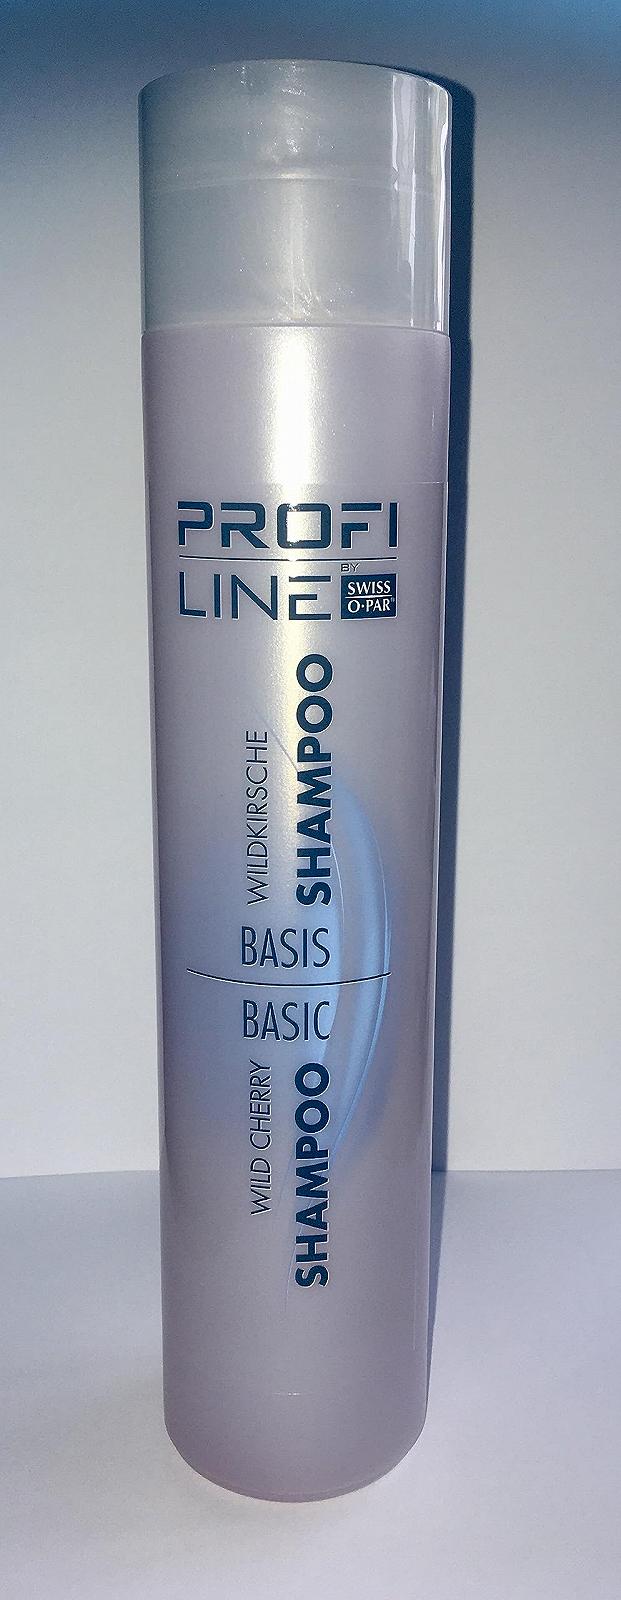 PROFI
LINE BY
SWISS
O·PAR®
WILDKIRSCHE
SHAMPOO
BASIS
BASIC
WILD CHERRY
SHAMPOO